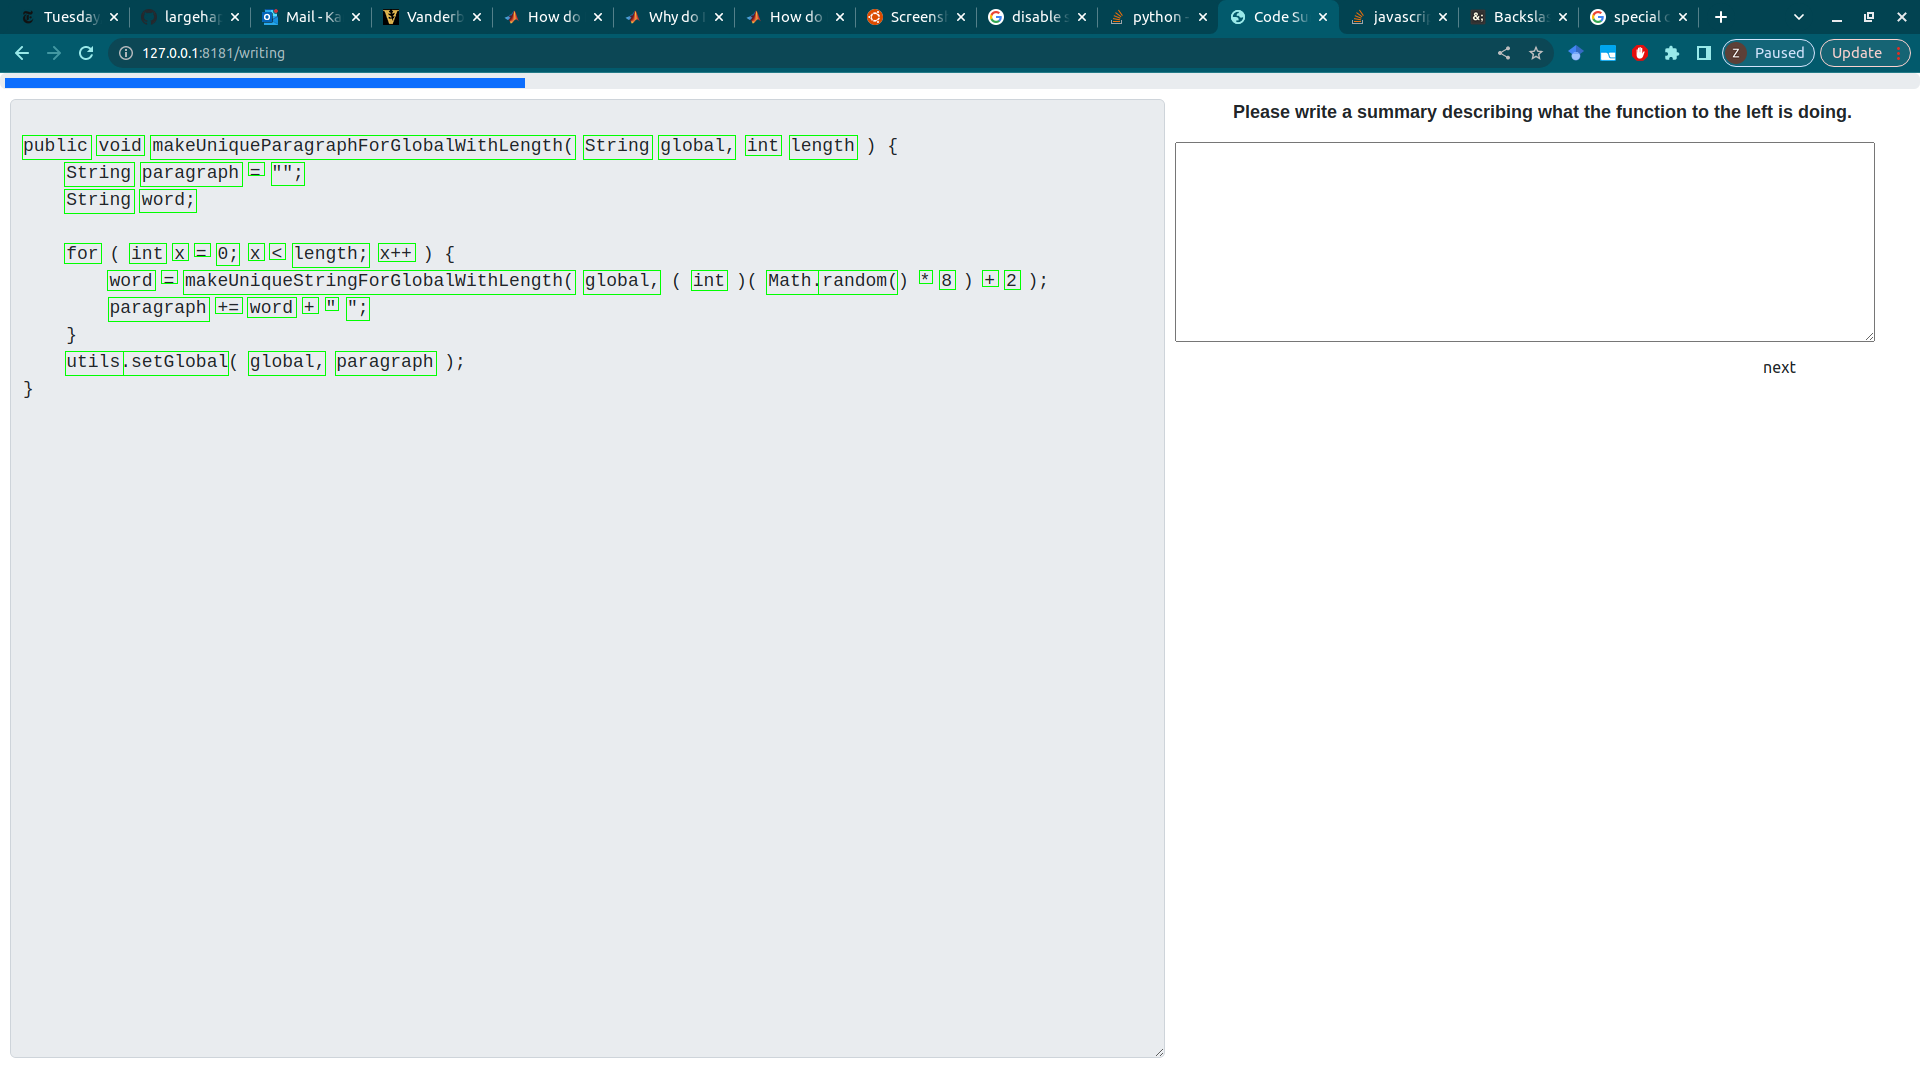 Tuesday
largehap
Mail - Ka
Vanderb
How do
Why do
How do
Screens
disable s
python -
Code Su
javascrip
Backslas
special c
127.0.0.1:8181/writing
Z Paused
Update
public void makeUniqueParagraphForGlobalWithLength( String global, int length ) {
    String paragraph = "";
    String word;
    for ( int x = 0; x < length; x++ ) {
        word = makeUniqueStringForGlobalWithLength( global, ( int )( Math.random() * 8 ) + 2 );
        paragraph += word + " ";
    }
    utils.setGlobal( global, paragraph );
}
Please write a summary describing what the function to the left is doing.
next